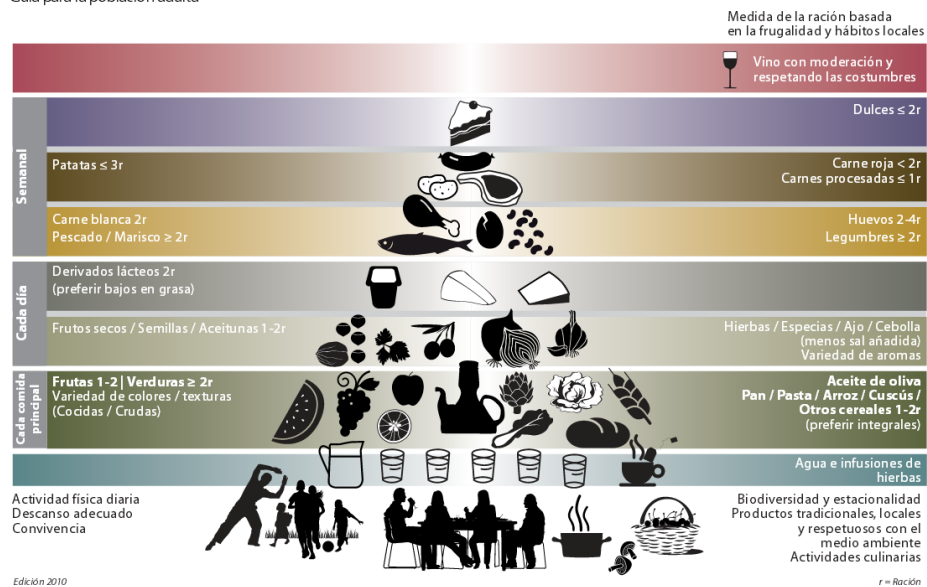 Guía para la población adulta
Medida de la ración basada
en la frugalidad y hábitos locales
Vino con moderación y
respetando las costumbres
Semanal
Dulces ≤ 2r
Patatas ≤ 3r
Carne roja < 2r
Carnes procesadas ≤ 1r
Carne blanca 2r
Pescado / Marisco ≥ 2r
Huevos 2-4r
Legumbres ≥ 2r
Cada día
Derivados lácteos 2r
(preferir bajos en grasa)
Frutos secos / Semillas / Aceitunas 1-2r
Hierbas / Especias / Ajo / Cebolla
(menos sal añadida)
Variedad de aromas
Cada comida
principal
Frutas 1-2 | Verduras ≥ 2r
Variedad de colores / texturas
(Cocidas / Crudas)
Aceite de oliva
Pan / Pasta / Arroz / Cuscús /
Otros cereales 1-2r
(preferir integrales)
Agua e infusiones de
hierbas
Actividad física diaria
Descanso adecuado
Convivencia
Biodiversidad y estacionalidad
Productos tradicionales, locales
y respetuosos con el
medio ambiente
Actividades culinarias
Edición 2010
r = Ración